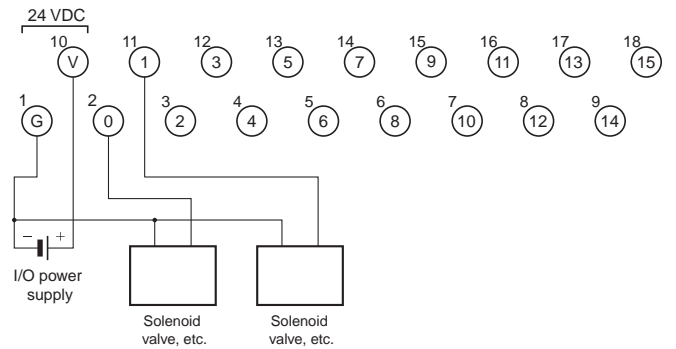 24 VDC
10 11 12 13 14 15 16 17 18
V 1 3 5 7 9 11 13 15
1 2 3 4 5 6 7 8 9
G 0 2 4 6 8 10 12 14
− +
I/O power
supply
Solenoid
valve, etc.
Solenoid
valve, etc.